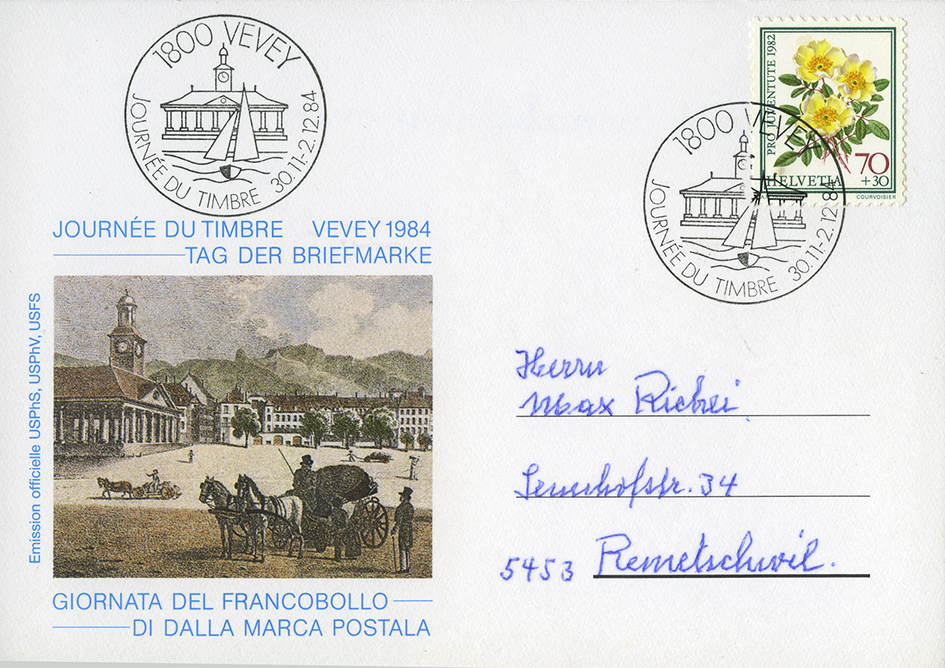 1800 VEVEY
JOURNÉE DU TIMBRE 30.11.-2.12.84
PRO JUVENTUTE 1982
70
+30
HELVETIA
COURVOISIER
1800 VEVEY
JOURNÉE DU TIMBRE 30.11.-2.12.84
JOURNÉE DU TIMBRE VEVEY 1984
TAG DER BRIEFMARKE
Emission officielle USPhS, USPhV, USFS
GIORNATA DEL FRANCOBOLLO
DI DALLA MARCA POSTALA
Herrn
Max
Sennhofstr. 34
5453 Remetschwil.